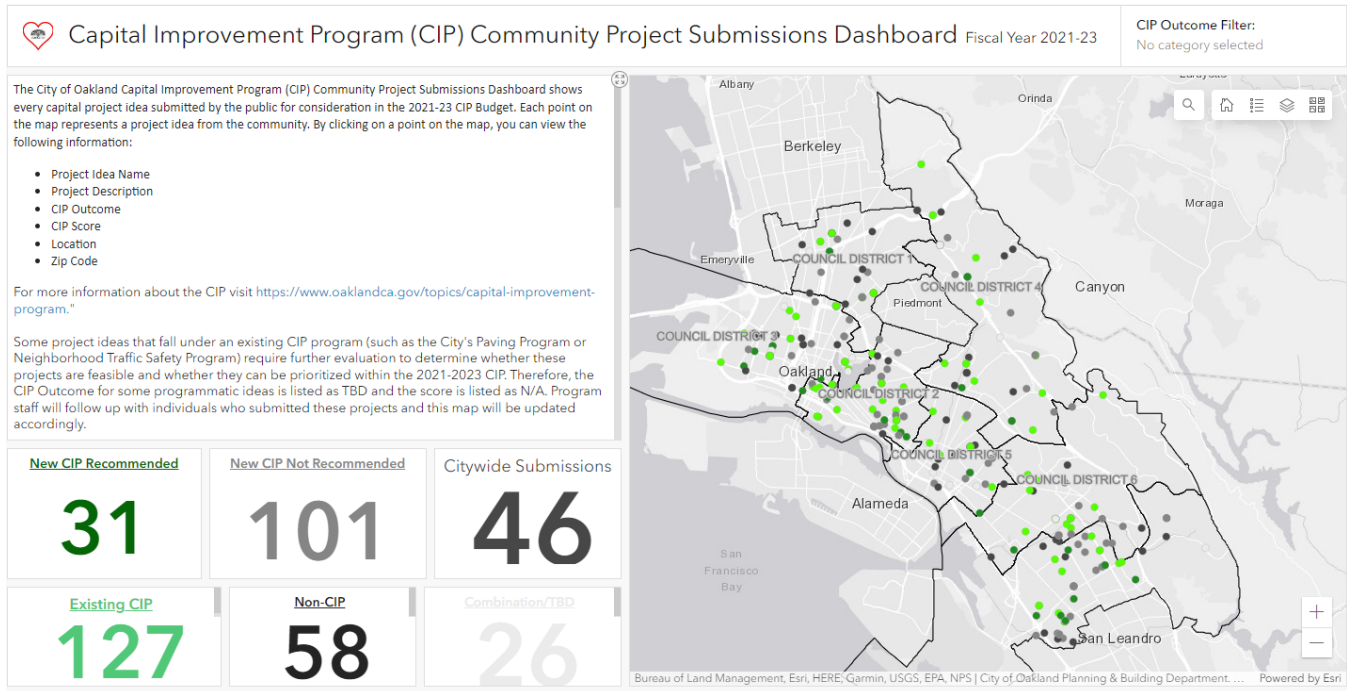 Capital Improvement Program (CIP) Community Project Submissions Dashboard Fiscal Year 2021-23
CIP Outcome Filter:
No category selected
The City of Oakland Capital Improvement Program (CIP) Community Project Submissions Dashboard shows
every capital project idea submitted by the public for consideration in the 2021-23 CIP Budget. Each point on
the map represents a project idea from the community. By clicking on a point on the map, you can view the
following information:
• Project Idea Name
• Project Description
• CIP Outcome
• CIP Score
• Location
• Zip Code
For more information about the CIP visit https://www.oaklandca.gov/topics/capital-improvement-
program."
Some project ideas that fall under an existing CIP program (such as the City's Paving Program or
Neighborhood Traffic Safety Program) require further evaluation to determine whether these
projects are feasible and whether they can be prioritized within the 2021-2023 CIP. Therefore, the
CIP Outcome for some programmatic ideas is listed as TBD and the score is listed as N/A. Program
staff will follow up with individuals who submitted these projects and this map will be updated
accordingly.
New CIP Recommended
31
New CIP Not Recommended
101
Citywide Submissions
46
Existing CIP
127
Non-CIP
58
Combination/TBD
26
Lafayette
Albany
Orinda
Berkeley
Moraga
Emeryville
COUNCIL DISTRICT 1
COUNCIL DISTRICT 4
Canyon
Piedmont
COUNCIL DISTRICT 3
Oakland
COUNCIL DISTRICT 2
COUNCIL DISTRICT 5
COUNCIL DISTRICT 6
Alameda
San
Francisco
Bay
San Leandro
+
−
Bureau of Land Management, Esri, HERE, Garmin, USGS, EPA, NPS | City of Oakland Planning & Building Department. ...
Powered by Esri